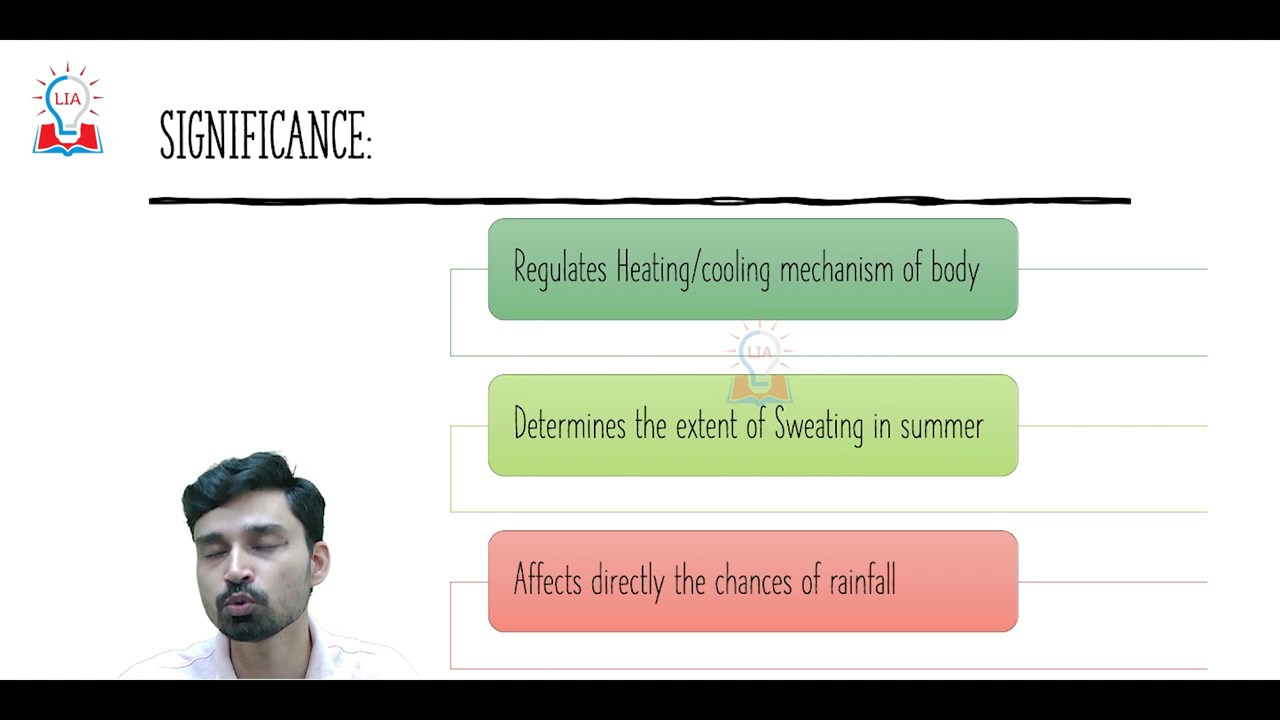 LIA
SIGNIFICANCE:
Regulates Heating/cooling mechanism of body
LIA
Determines the extent of Sweating in summer
Affects directly the chances of rainfall